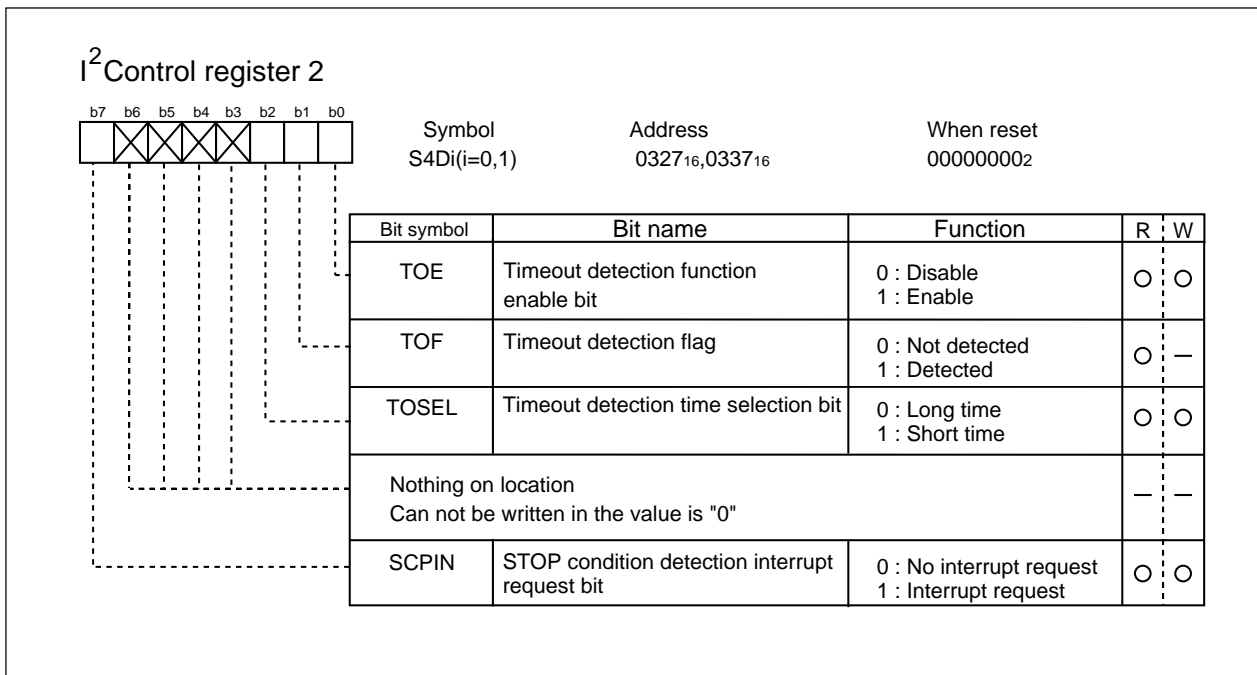 I²Control register 2
b7 b6 b5 b4 b3 b2 b1 b0
Symbol Address When reset
S4Di(i=0,1) 0327₁₆,0337₁₆ 00000000₂
Bit symbol Bit name Function R W
TOE Timeout detection function enable bit 0 : Disable
1 : Enable
TOF Timeout detection flag 0 : Not detected
1 : Detected —
TOSEL Timeout detection time selection bit 0 : Long time
1 : Short time
Nothing on location
Can not be written in the value is "0" — —
SCPIN STOP condition detection interrupt
request bit 0 : No interrupt request
1 : Interrupt request